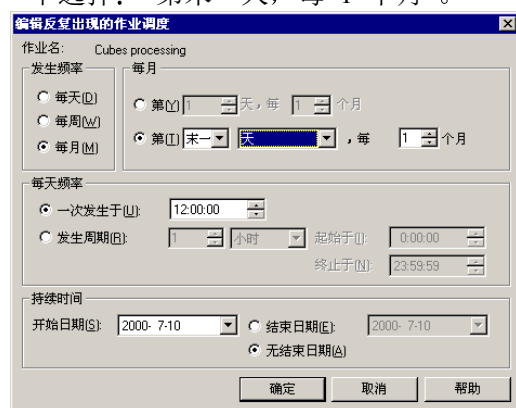 编辑反复出现的作业调度
作业名: Cubes processing
发生频率
每天(D)
每周(W)
每月(M)
每月
第(Y) 1 天,每 1 个月
第(T) 末一 天 ,每 1 个月
每天频率
一次发生于(U): 12:00:00
发生周期(R): 1 小时 起始于(I): 0:00:00
终止于(N): 23:59:59
持续时间
开始日期(S): 2000- 7-10 结束日期(E): 2000- 7-10
无结束日期(A)
确定 取消 帮助